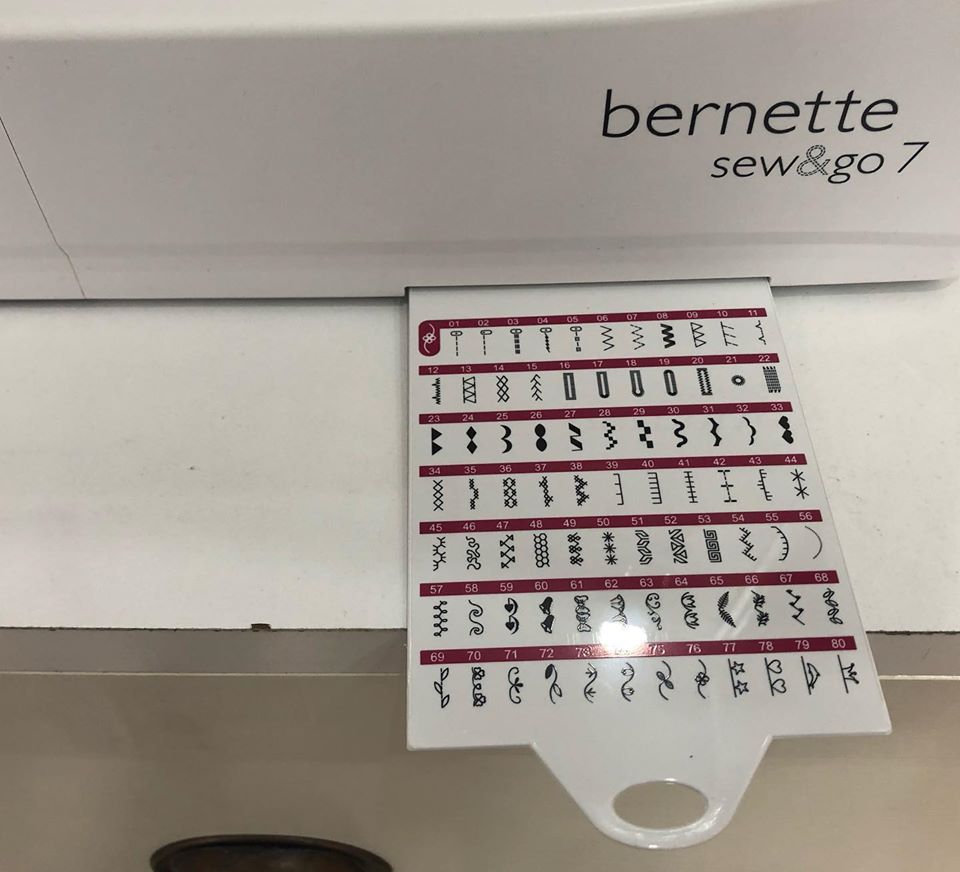 bernette
sew&go 7
01 02 03 04 05 06 07 08 09 10 11
12 13 14 15 16 17 18 19 20 21 22
23 24 25 26 27 28 29 30 31 32 33
34 35 36 37 38 39 40 41 42 43 44
45 46 47 48 49 50 51 52 53 54 55 56
57 58 59 60 61 62 63 64 65 66 67 68
69 70 71 72 73 75 76 77 78 79 80